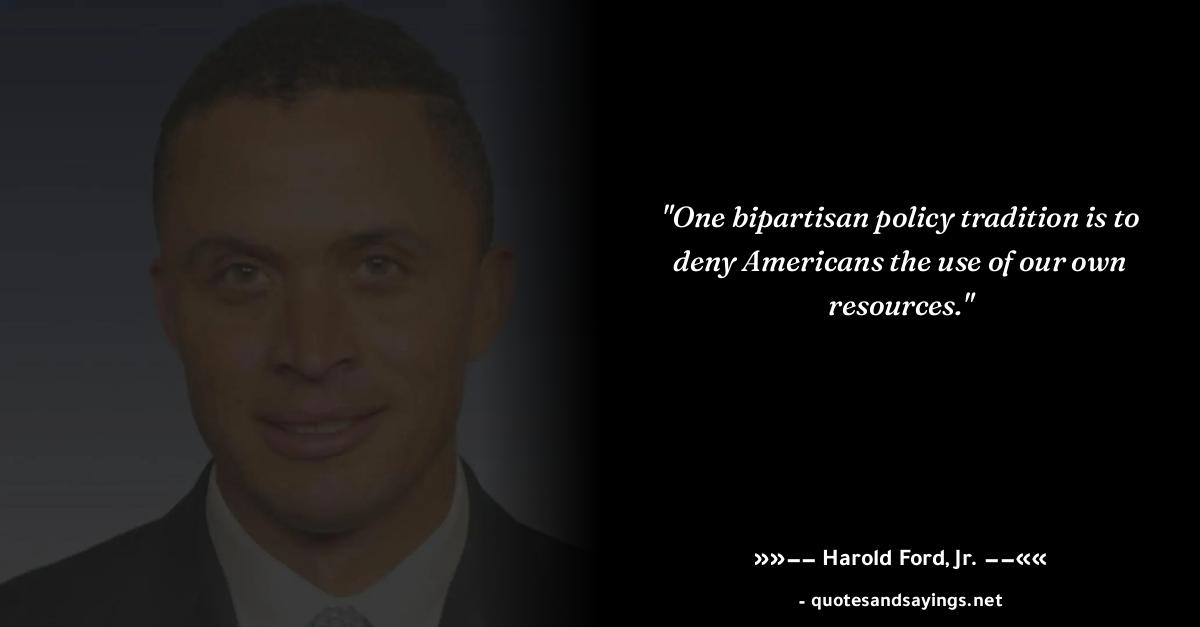 "One bipartisan policy tradition is to
deny Americans the use of our own
resources."
»»–– Harold Ford, Jr. ––««
- quotesandsayings.net